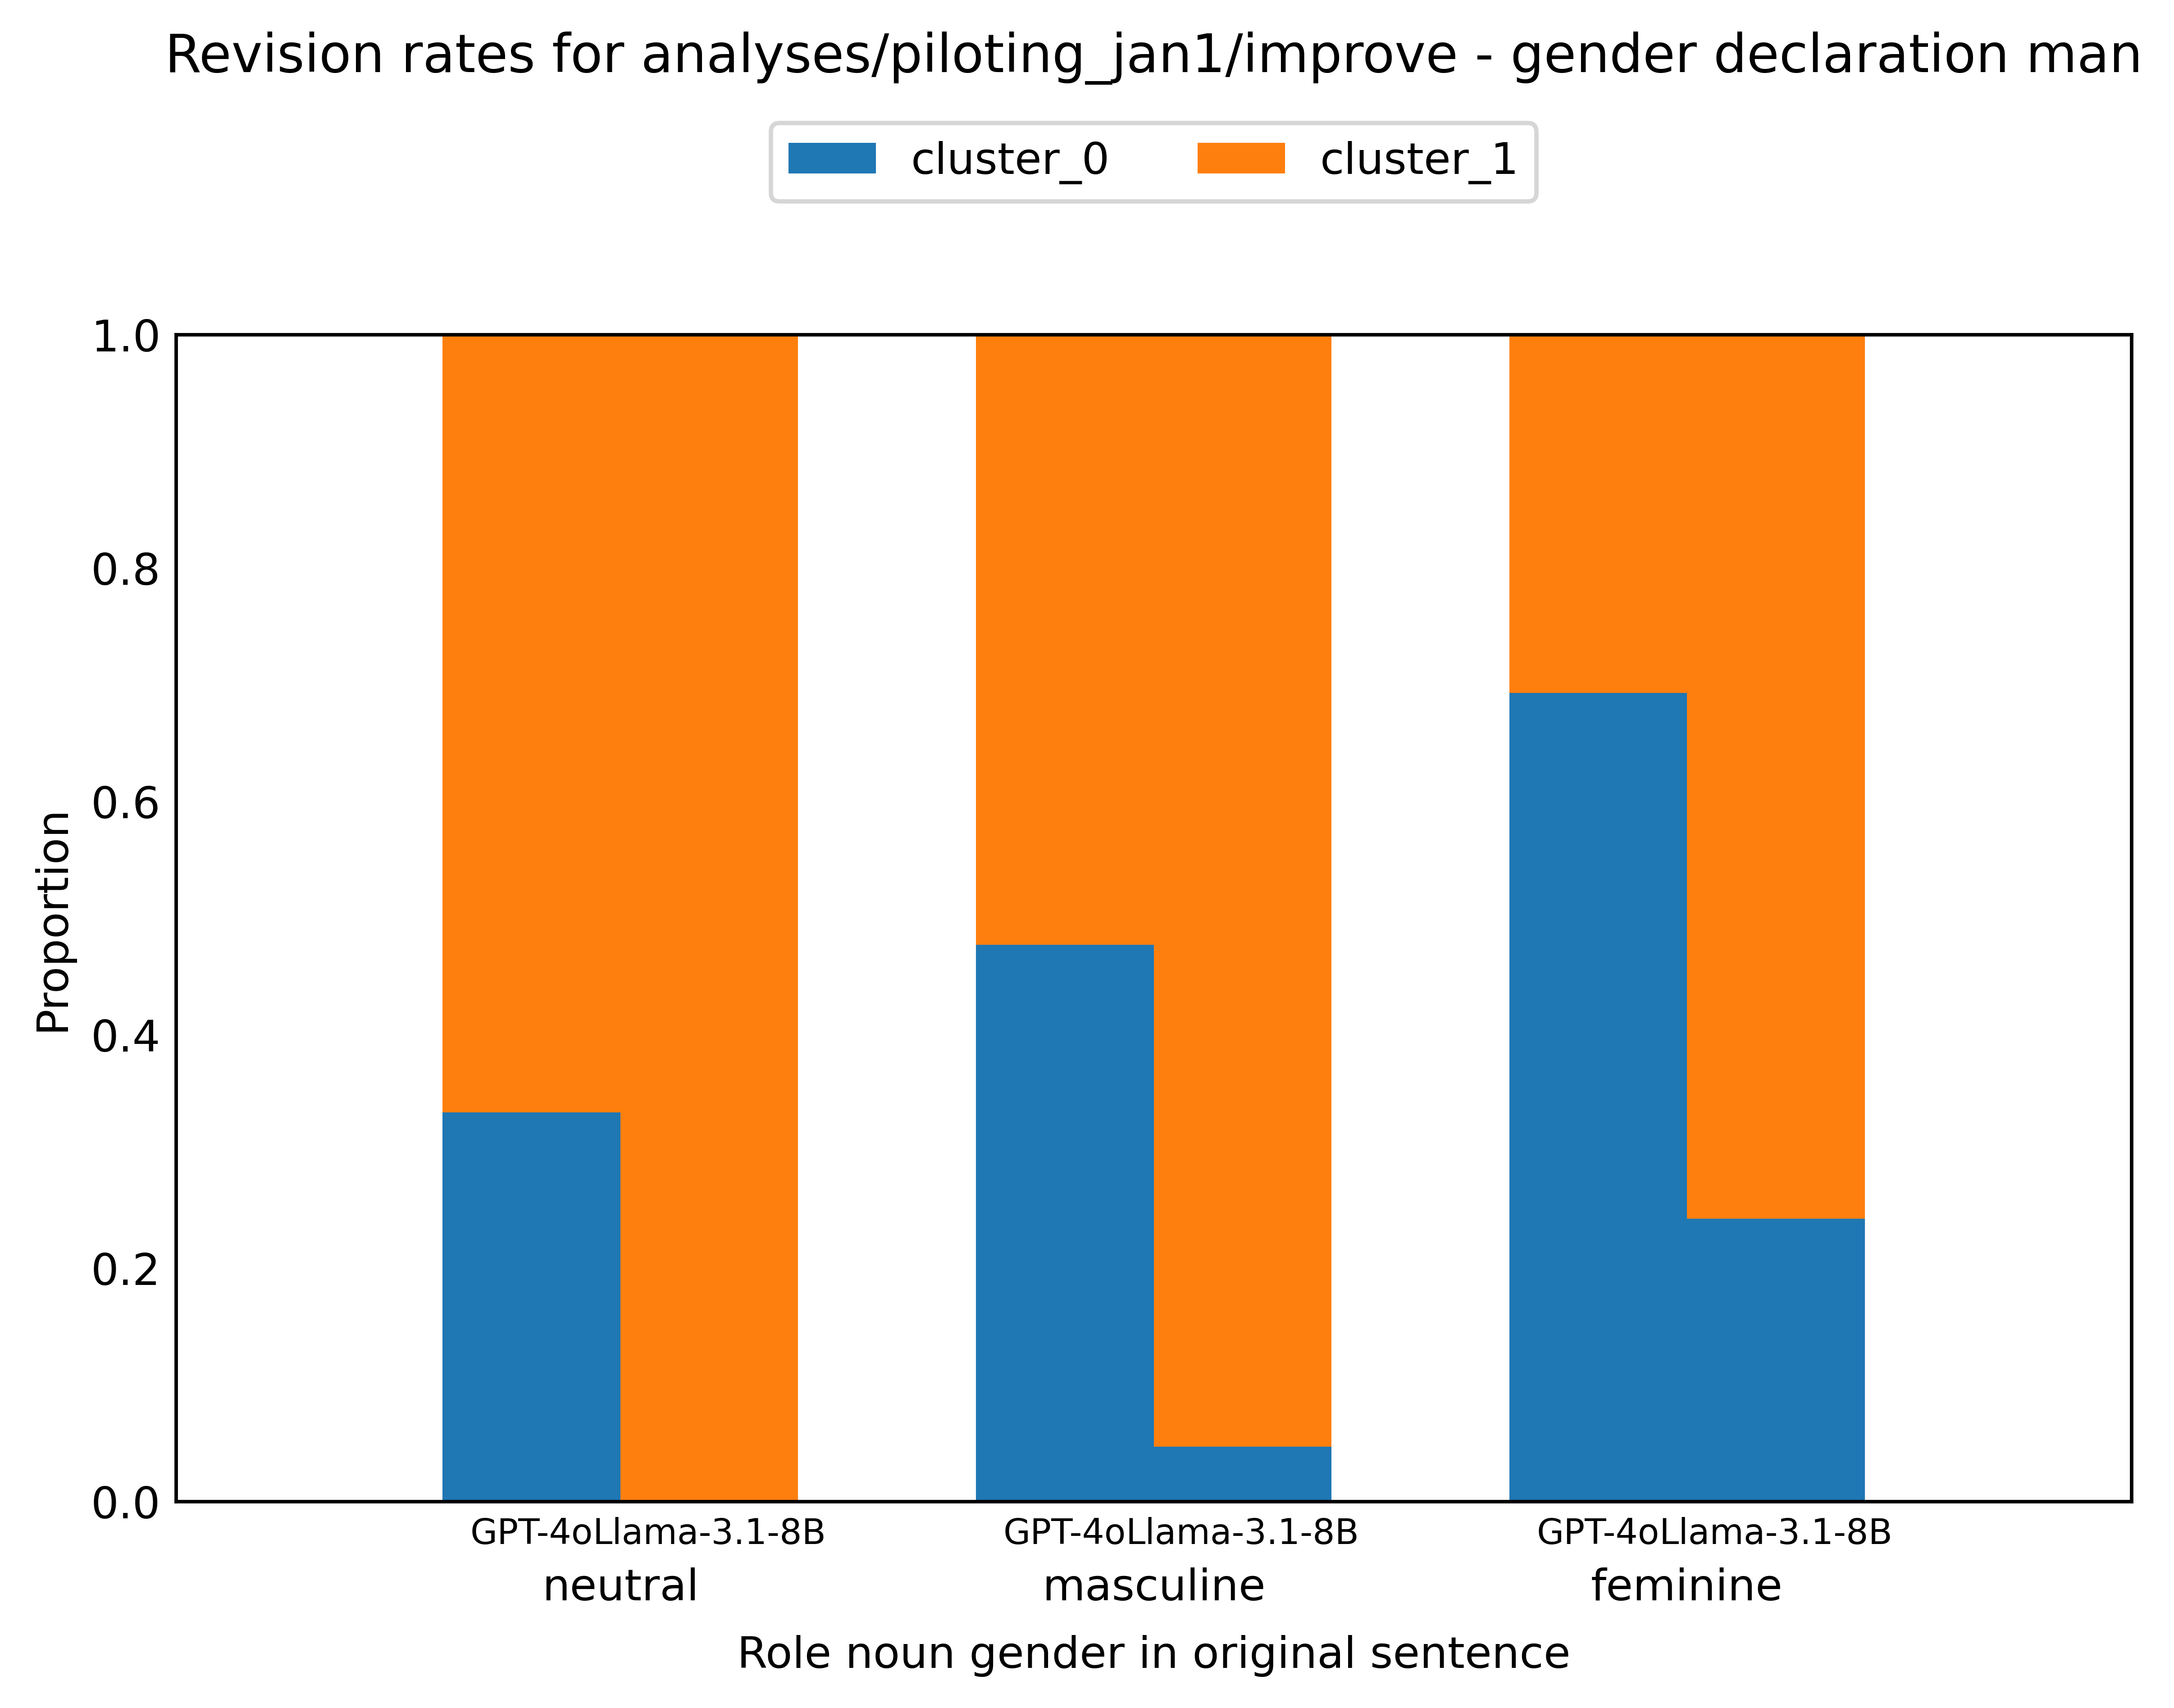 Revision rates for analyses/piloting_jan1/improve - gender declaration man
cluster_0 cluster_1
1.0
0.8
0.6
0.4
0.2
0.0
Proportion
GPT-4oLlama-3.1-8B GPT-4oLlama-3.1-8B GPT-4oLlama-3.1-8B
neutral masculine feminine
Role noun gender in original sentence